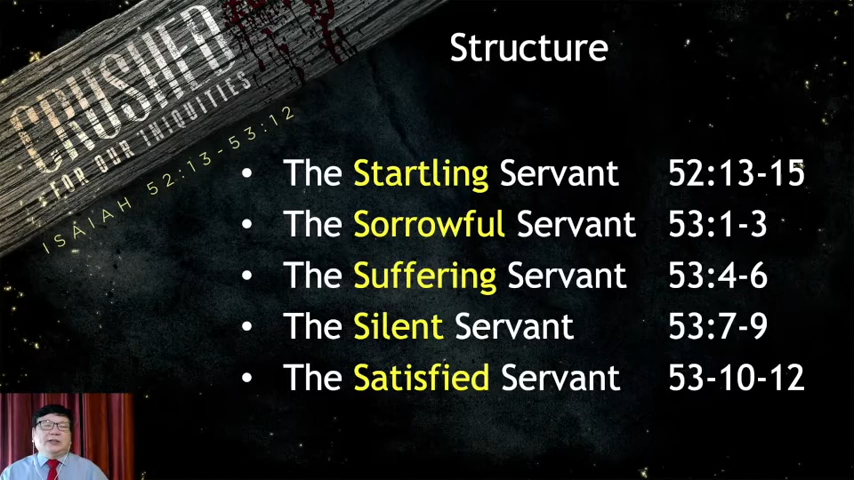 CRUSHED
FOR OUR INIQUITIES
ISAIAH 52:13-53:12
Structure
• The Startling Servant 52:13-15
• The Sorrowful Servant 53:1-3
• The Suffering Servant 53:4-6
• The Silent Servant 53:7-9
• The Satisfied Servant 53-10-12